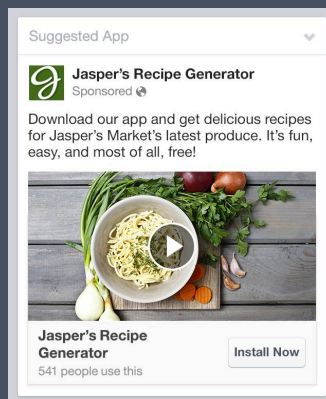 Suggested App
Jasper's Recipe Generator
Sponsored
Download our app and get delicious recipes
for Jasper's Market's latest produce. It's fun,
easy, and most of all, free!
Jasper's Recipe
Generator
541 people use this
Install Now